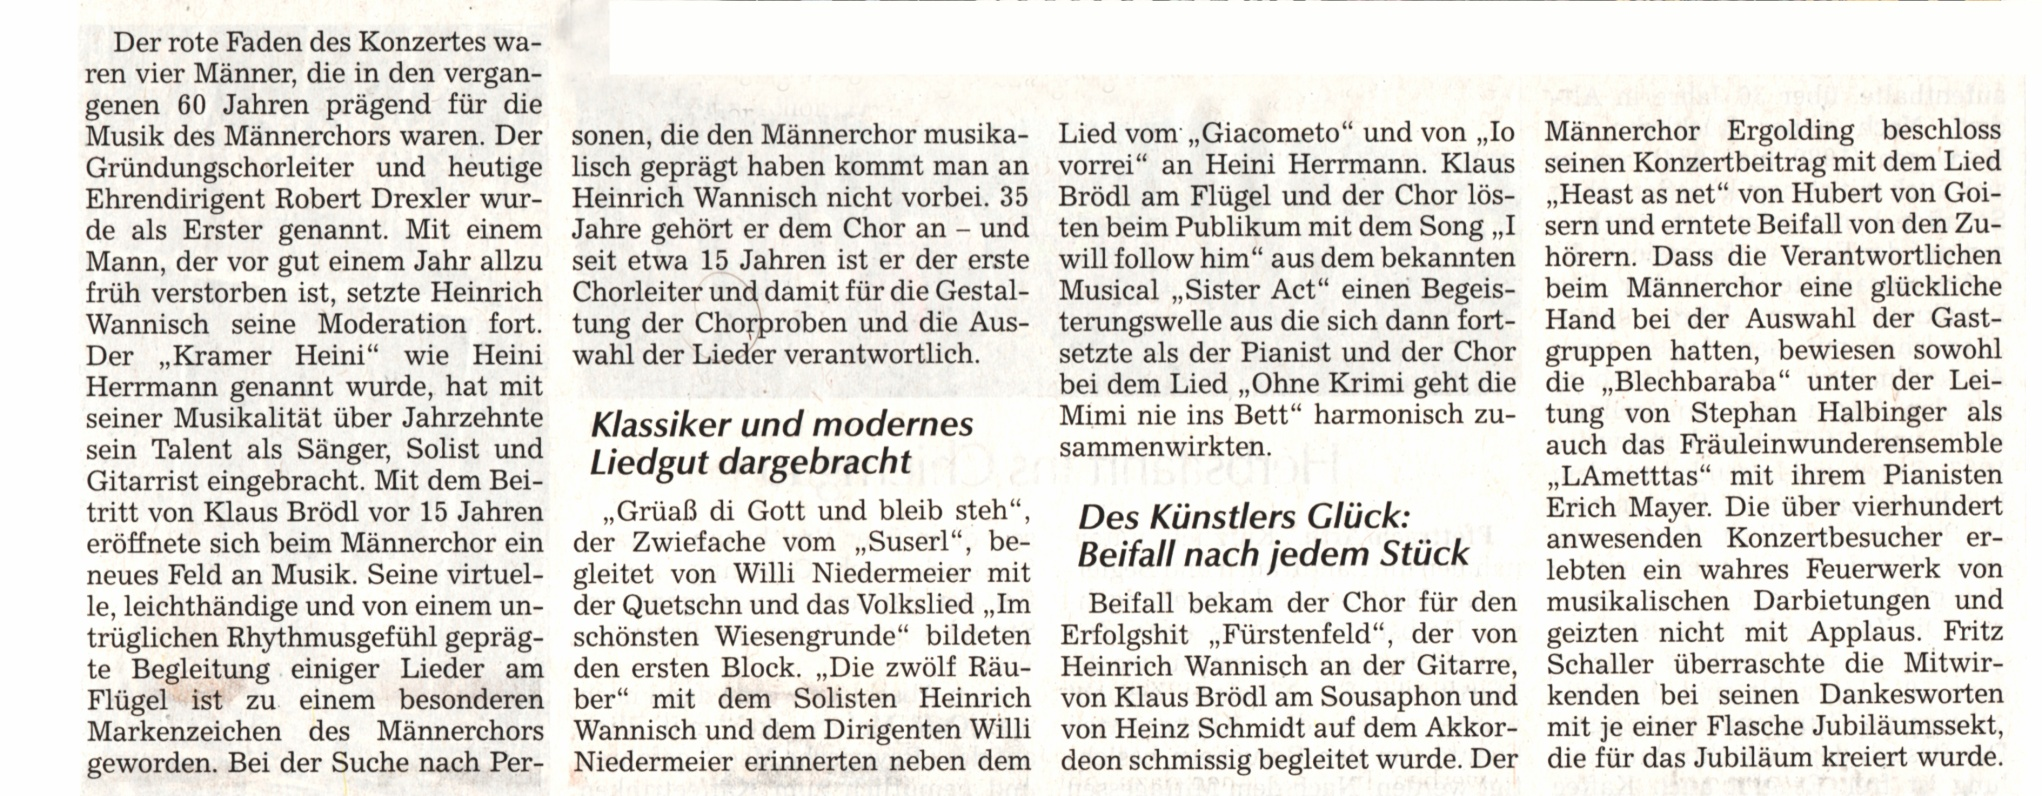 Der rote Faden des Konzertes wa-
ren vier Männer, die in den vergan-
genen 60 Jahren prägend für die
Musik des Männerchors waren. Der
Gründungschorleiter und heutige
Ehrendirigent Robert Drexler wur-
de als Erster genannt. Mit einem
Mann, der vor gut einem Jahr allzu
früh verstorben ist, setzte Heinrich
Wannisch seine Moderation fort.
Der „Kramer Heini“ wie Heini
Herrmann genannt wurde, hat mit
seiner Musikalität über Jahrzehnte
sein Talent als Sänger, Solist und
Gitarrist eingebracht. Mit dem Bei-
tritt von Klaus Brödl vor 15 Jahren
eröffnete sich beim Männerchor ein
neues Feld an Musik. Seine virtuel-
le, leichthändige und von einem un-
trüglichen Rhythmusgefühl gepräg-
te Begleitung einiger Lieder am
Flügel ist zu einem besonderen
Markenzeichen des Männerchors
geworden. Bei der Suche nach Per-
sonen, die den Männerchor musika-
lisch geprägt haben kommt man an
Heinrich Wannisch nicht vorbei. 35
Jahre gehört er dem Chor an – und
seit etwa 15 Jahren ist er der erste
Chorleiter und damit für die Gestal-
tung der Chorproben und die Aus-
wahl der Lieder verantwortlich.
Klassiker und modernes
Liedgut dargebracht
„Grüaß di Gott und bleib steh“,
der Zwiefache vom „Suserl“, be-
gleitet von Willi Niedermeier mit
der Quetschn und das Volkslied „Im
schönsten Wiesengrunde“ bildeten
den ersten Block. „Die zwölf Räu-
ber“ mit dem Solisten Heinrich
Wannisch und dem Dirigenten Willi
Niedermeier erinnerten neben dem
Lied vom „Giacometo“ und von „Io
vorrei“ an Heini Herrmann. Klaus
Brödl am Flügel und der Chor lös-
ten beim Publikum mit dem Song „I
will follow him“ aus dem bekannten
Musical „Sister Act“ einen Begeis-
terungswelle aus die sich dann fort-
setzte als der Pianist und der Chor
bei dem Lied „Ohne Krimi geht die
Mimi nie ins Bett“ harmonisch zu-
sammenwirkten.
Des Künstlers Glück:
Beifall nach jedem Stück
Beifall bekam der Chor für den
Erfolgshit „Fürstenfeld“, der von
Heinrich Wannisch an der Gitarre,
von Klaus Brödl am Sousaphon und
von Heinz Schmidt auf dem Akkor-
deon schmissig begleitet wurde. Der
Männerchor Ergolding beschloss
seinen Konzertbeitrag mit dem Lied
„Heast as net“ von Hubert von Goi-
sern und erntete Beifall von den Zu-
hörern. Dass die Verantwortlichen
beim Männerchor eine glückliche
Hand bei der Auswahl der Gast-
gruppen hatten, bewiesen sowohl
die „Blechbaraba“ unter der Lei-
tung von Stephan Halbinger als
auch das Fräuleinwunderensemble
„LAmetttas“ mit ihrem Pianisten
Erich Mayer. Die über vierhundert
anwesenden Konzertbesucher er-
lebten ein wahres Feuerwerk von
musikalischen Darbietungen und
geizten nicht mit Applaus. Fritz
Schaller überraschte die Mitwir-
kenden bei seinen Dankesworten
mit je einer Flasche Jubiläumssekt,
die für das Jubiläum kreiert wurde.